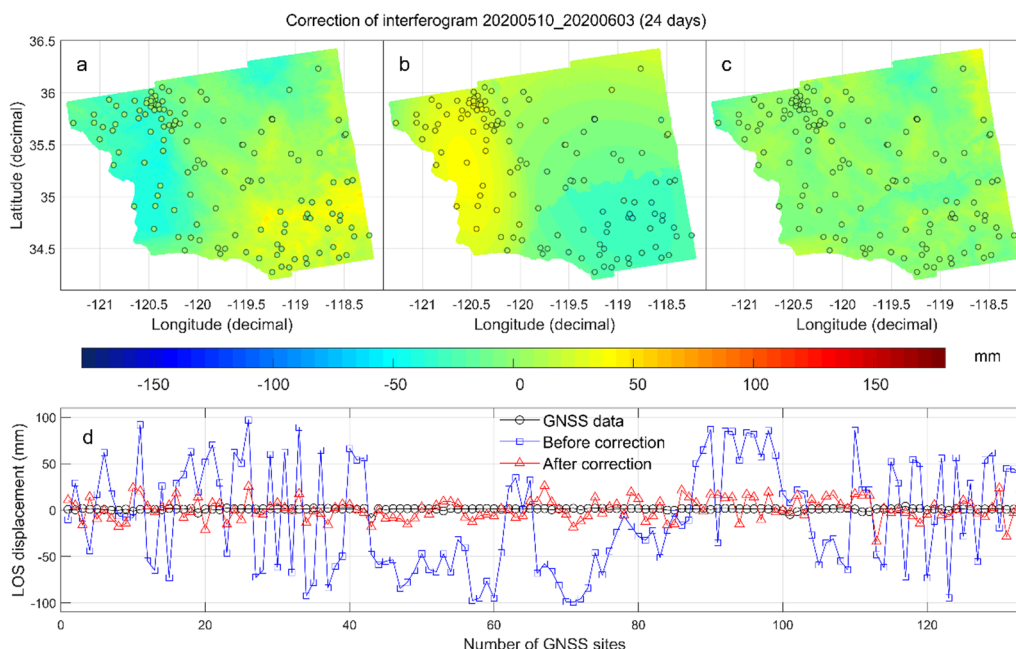 Correction of interferogram 20200510_20200603 (24 days)
36.5
36
35.5
35
34.5
Latitude (decimal)
a
b
c
-121 -120.5 -120 -119.5 -119 -118.5
-121 -120.5 -120 -119.5 -119 -118.5
-121 -120.5 -120 -119.5 -119 -118.5
Longitude (decimal)
Longitude (decimal)
Longitude (decimal)
mm
-150 -100 -50 0 50 100 150
100
50
0
-50
-100
LOS displacement (mm)
d
GNSS data
Before correction
After correction
0 20 40 60 80 100 120
Number of GNSS sites